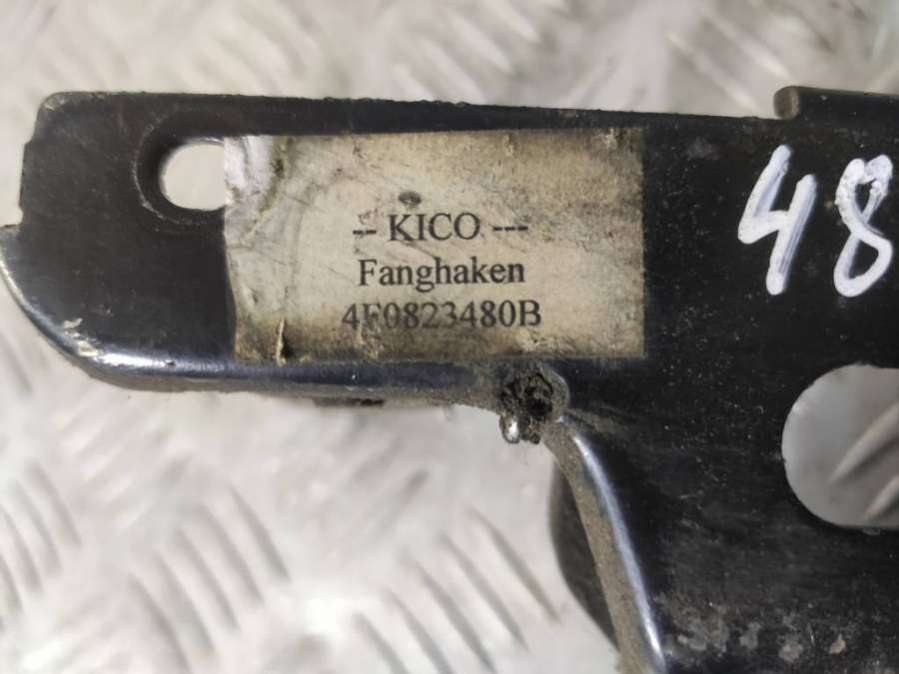 -- KICO ---
Fanghaken
4F0823480B
48